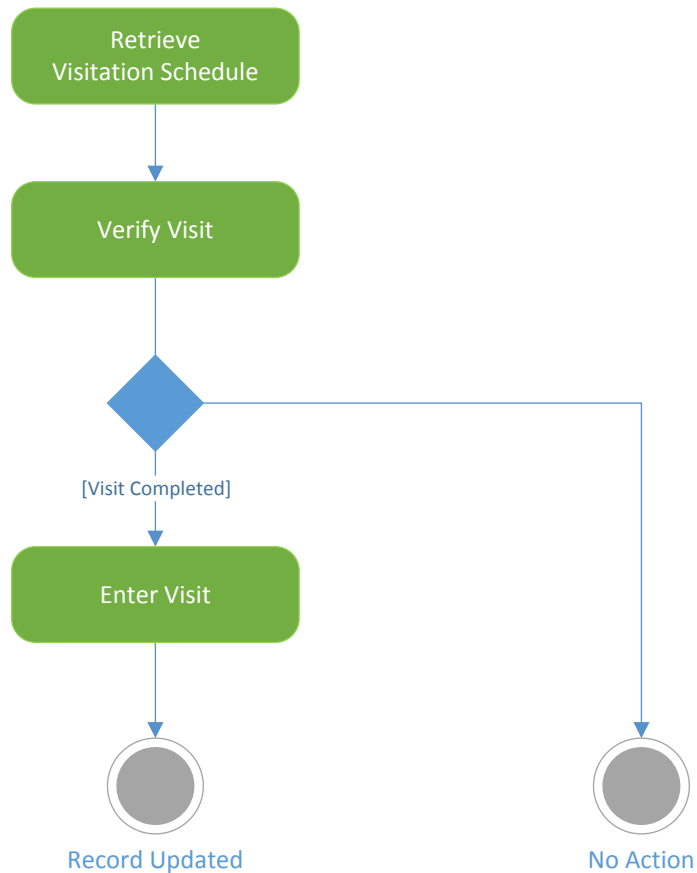 Retrieve
Visitation Schedule
Verify Visit
[Visit Completed]
Enter Visit
Record Updated
No Action